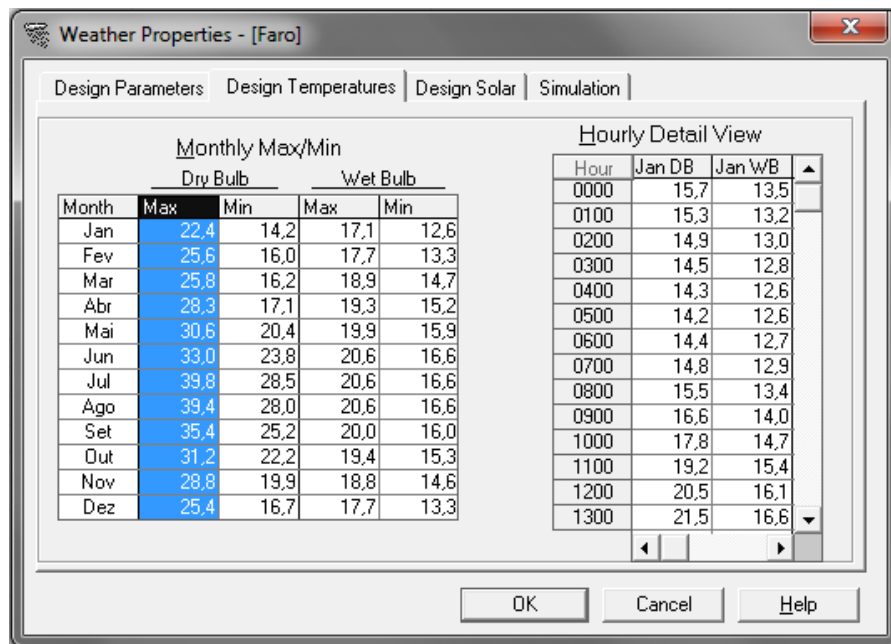 Weather Properties - [Faro]
Design Parameters Design Temperatures Design Solar Simulation
Monthly Max/Min
Dry Bulb Wet Bulb
Month Max Min Max Min
Jan 22,4 14,2 17,1 12,6
Fev 25,6 16,0 17,7 13,3
Mar 25,8 16,2 18,9 14,7
Abr 28,3 17,1 19,3 15,2
Mai 30,6 20,4 19,9 15,9
Jun 33,0 23,8 20,6 16,6
Jul 39,8 28,5 20,6 16,6
Ago 39,4 28,0 20,6 16,6
Set 35,4 25,2 20,0 16,0
Out 31,2 22,2 19,4 15,3
Nov 28,8 19,9 18,8 14,6
Dez 25,4 16,7 17,7 13,3
Hourly Detail View
Hour Jan DB Jan WB
0000 15,7 13,5
0100 15,3 13,2
0200 14,9 13,0
0300 14,5 12,8
0400 14,3 12,6
0500 14,2 12,6
0600 14,4 12,7
0700 14,8 12,9
0800 15,5 13,4
0900 16,6 14,0
1000 17,8 14,7
1100 19,2 15,4
1200 20,5 16,1
1300 21,5 16,6
OK Cancel Help